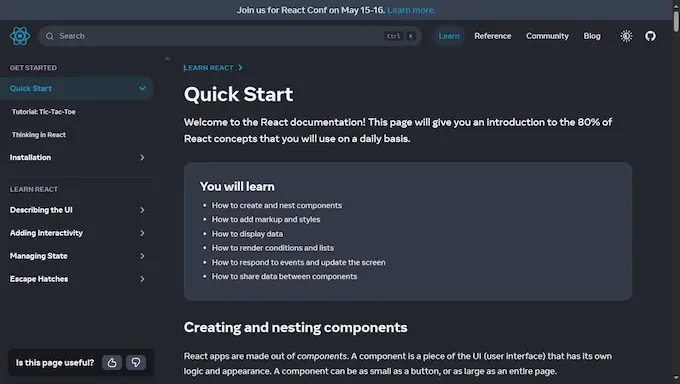 Join us for React Conf on May 15-16. Learn more.
Search
Ctrl K
Learn
Reference
Community
Blog
GET STARTED
Quick Start
Tutorial: Tic-Tac-Toe
Thinking in React
Installation
LEARN REACT
Describing the UI
Adding Interactivity
Managing State
Escape Hatches
Is this page useful?
LEARN REACT
Quick Start
Welcome to the React documentation! This page will give you an introduction to the 80% of
React concepts that you will use on a daily basis.
You will learn
• How to create and nest components
• How to add markup and styles
• How to display data
• How to render conditions and lists
• How to respond to events and update the screen
• How to share data between components
Creating and nesting components
React apps are made out of components. A component is a piece of the UI (user interface) that has its own
logic and appearance. A component can be as small as a button, or as large as an entire page.